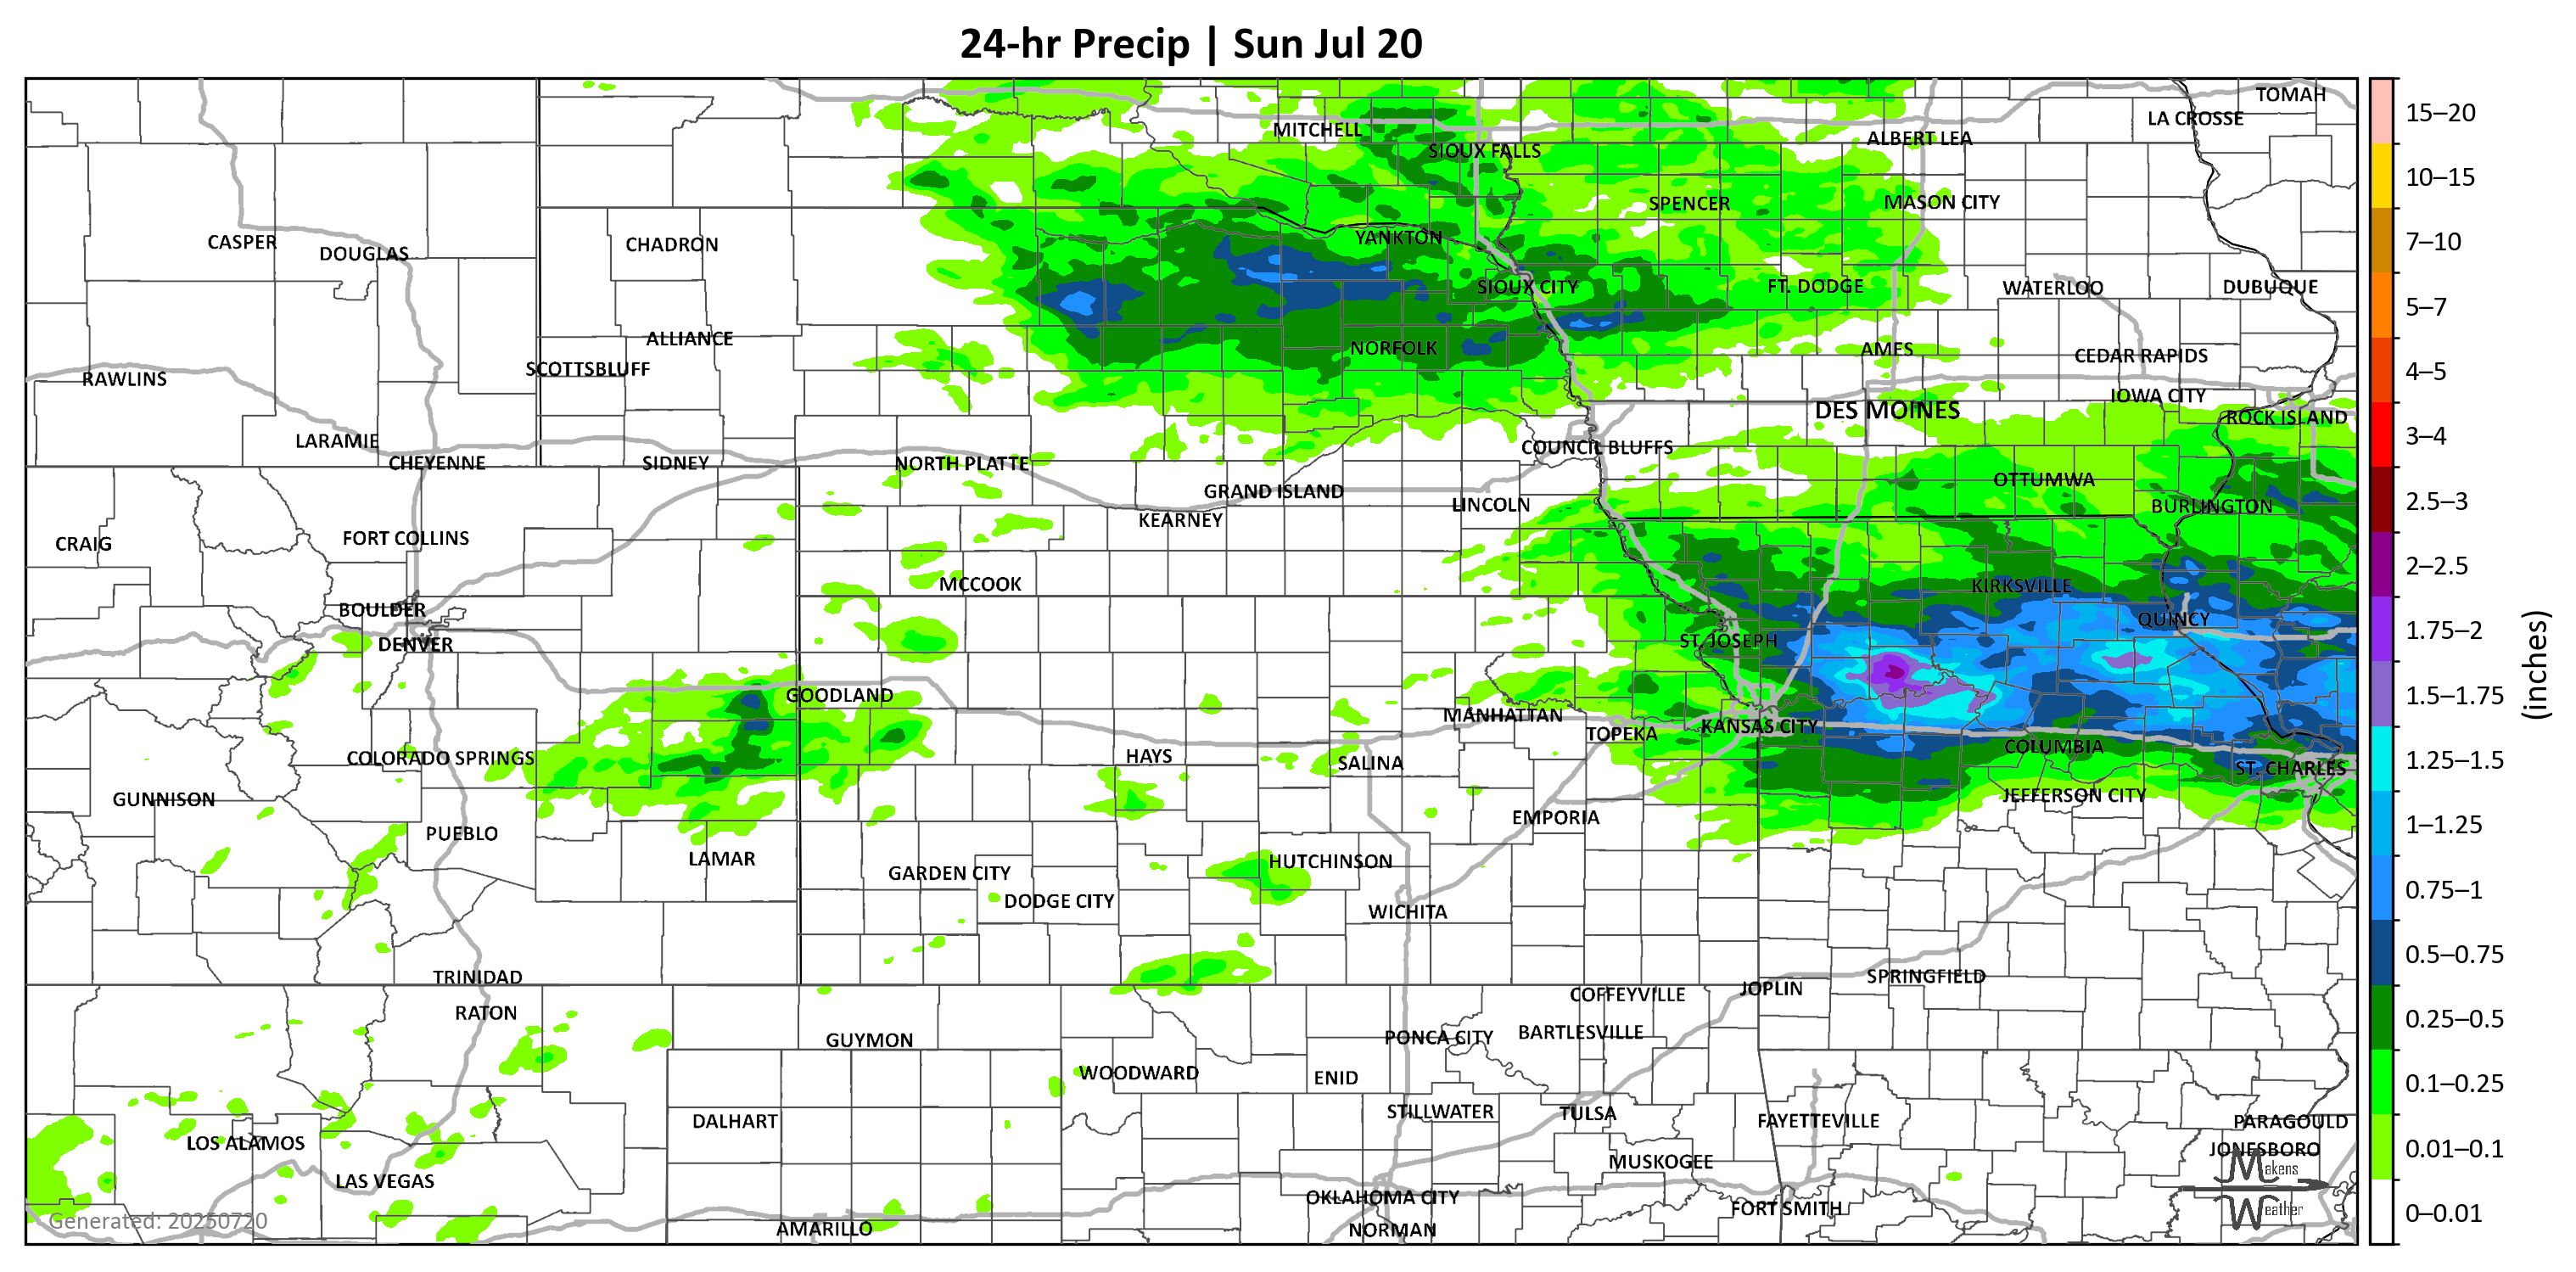 24-hr Precip | Sun Jul 20
TOMAH
LA CROSSE
MITCHELL
ALBERT LEA
SIOUX FALLS
SPENCER
MASON CITY
YANKTON
CASPER
DOUGLAS
CHADRON
SIOUX CITY
FT. DODGE
WATERLOO
DUBUQUE
ALLIANCE
NORFOLK
AMES
CEDAR RAPIDS
SCOTTSBLUFF
RAWLINS
IOWA CITY
DES MOINES
ROCK ISLAND
LARAMIE
COUNCIL BLUFFS
CHEYENNE
SIDNEY
NORTH PLATTE
OTTUMWA
GRAND ISLAND
LINCOLN
BURLINGTON
KEARNEY
FORT COLLINS
CRAIG
MCCOOK
KIRKSVILLE
BOULDER
QUINCY
DENVER
ST. JOSEPH
GOODLAND
MANHATTAN
TOPEKA
KANSAS CITY
COLUMBIA
COLORADO SPRINGS
HAYS
SALINA
ST. CHARLES
GUNNISON
JEFFERSON CITY
EMPORIA
PUEBLO
LAMAR
HUTCHINSON
GARDEN CITY
DODGE CITY
WICHITA
TRINIDAD
SPRINGFIELD
JOPLIN
COFFEYVILLE
RATON
BARTLESVILLE
PONCA CITY
GUYMON
WOODWARD
ENID
STILLWATER
TULSA
DALHART
FAYETTEVILLE
PARAGOULD
LOS ALAMOS
JONESBORO
MUSKOGEE
LAS VEGAS
OKLAHOMA CITY
FORT SMITH
AMARILLO
NORMAN
Generated: 20250720
Makens
Weather
15–20
10–15
7–10
5–7
4–5
3–4
2.5–3
2–2.5
1.75–2
1.5–1.75
1.25–1.5
1–1.25
0.75–1
0.5–0.75
0.25–0.5
0.1–0.25
0.01–0.1
0–0.01
(inches)